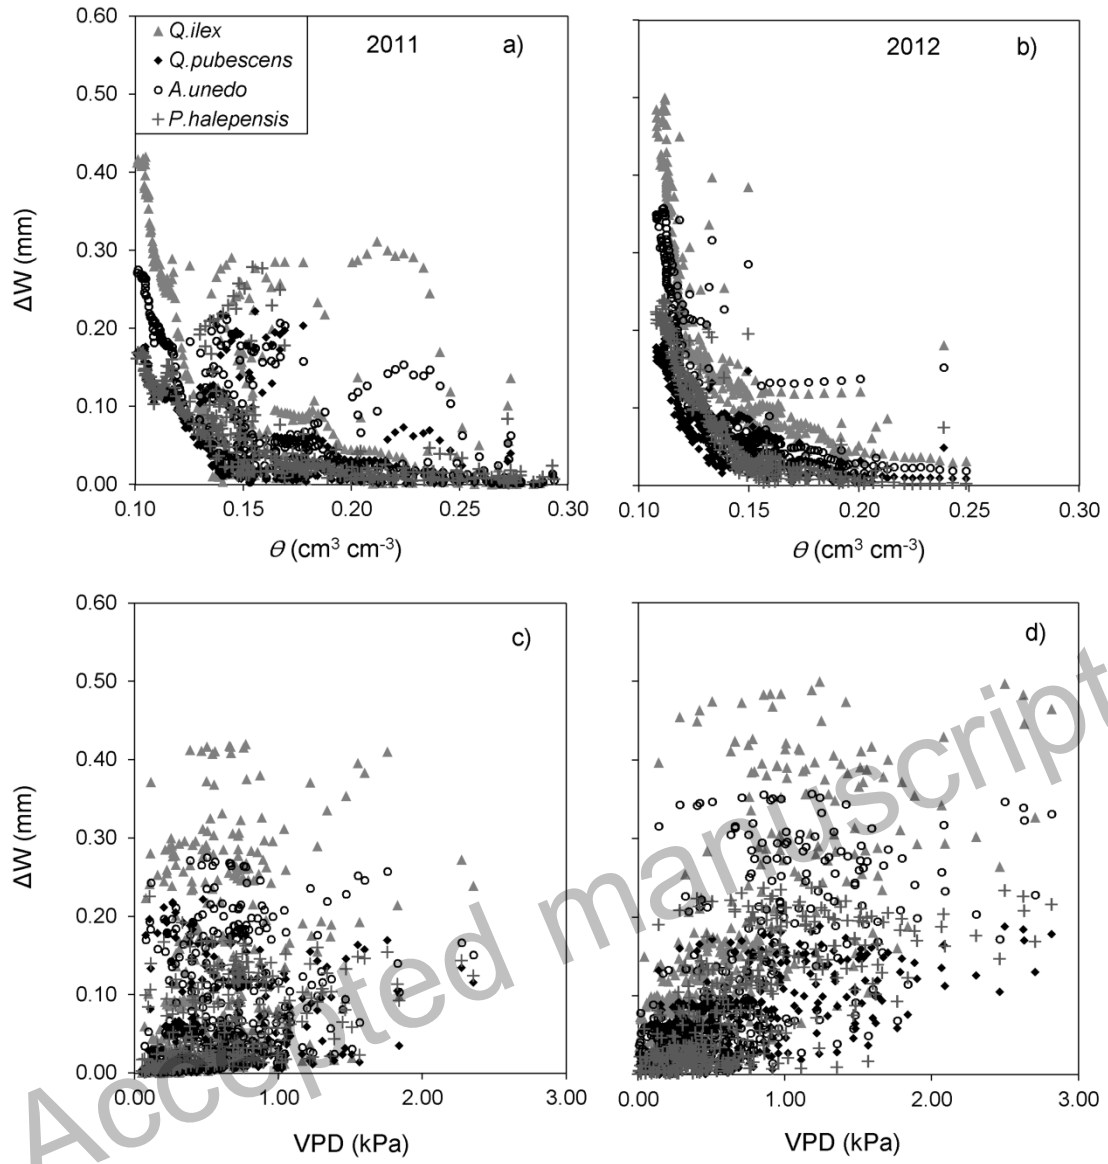 0.60
0.50
0.40
0.30
0.20
0.10
0.00
ΔW (mm)
Q.ilex
Q.pubescens
A.unedo
P.halepensis
2011
a)
0.10
0.15
0.20
0.25
0.30
Θ (cm³ cm⁻³)
2012
b)
0.10
0.15
0.20
0.25
0.30
Θ (cm³ cm⁻³)
0.60
0.50
0.40
0.30
0.20
0.10
0.00
ΔW (mm)
c)
0.00
1.00
2.00
3.00
VPD (kPa)
d)
0.00
1.00
2.00
3.00
VPD (kPa)
Accepted manuscript